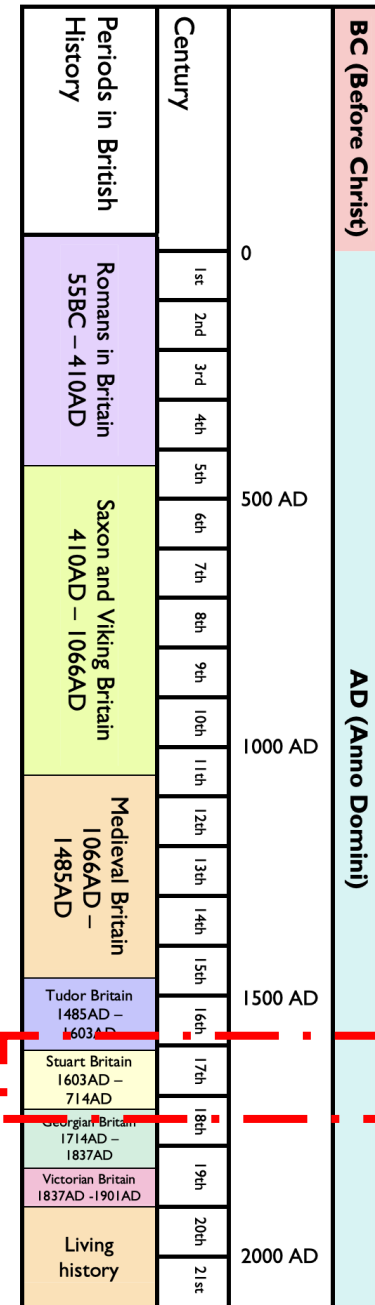 Periods in British
History
Romans in Britain
55BC – 410AD
Saxon and Viking Britain
410AD – 1066AD
Medieval Britain
1066AD –
1485AD
Tudor Britain
1485AD –
1603AD
Stuart Britain
1603AD –
714AD
Georgian Britain
1714AD –
1837AD
Victorian Britain
1837AD -1901AD
Living
history
Century
1st
2nd
3rd
4th
5th
6th
7th
8th
9th
10th
11th
12th
13th
14th
15th
16th
17th
18th
19th
20th
21st
0
500 AD
1000 AD
1500 AD
2000 AD
BC (Before Christ)
AD (Anno Domini)